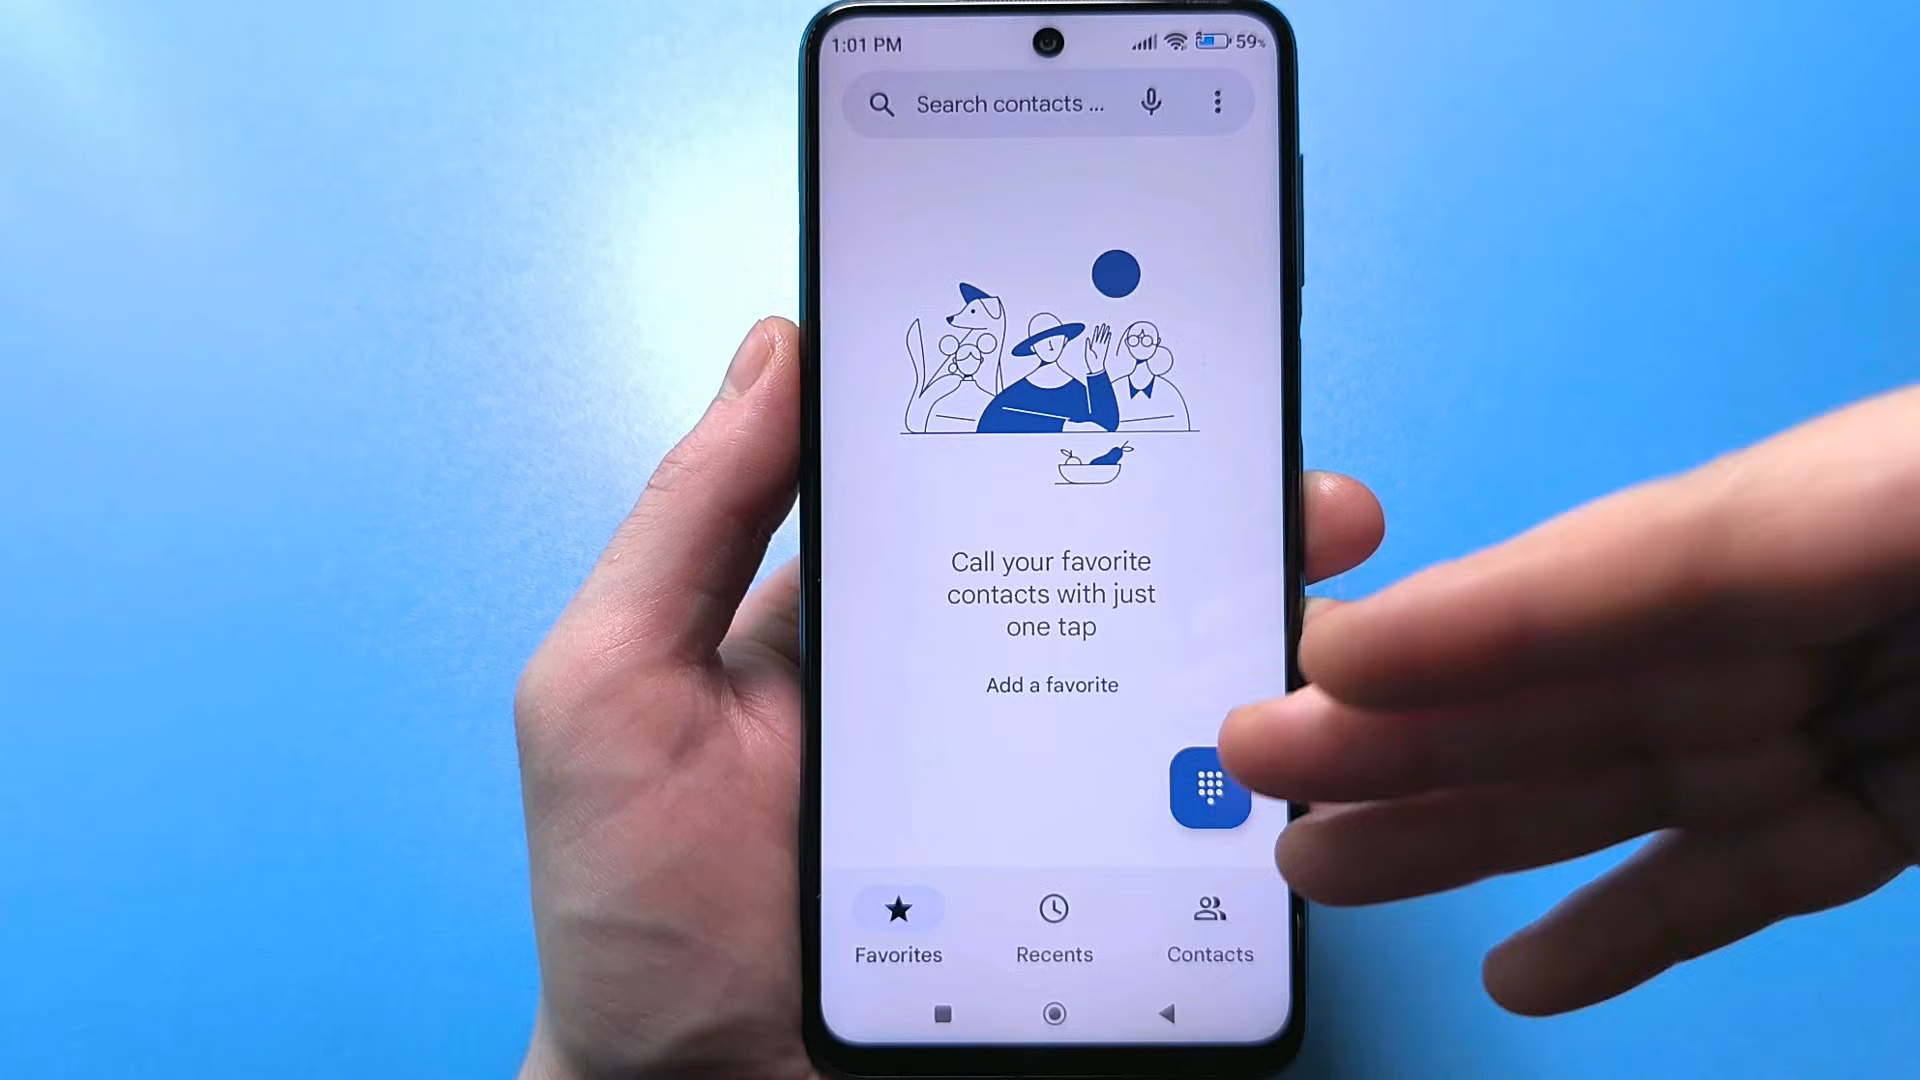 1:01 PM
59%
Search contacts ...
Call your favorite
contacts with just
one tap
Add a favorite
Favorites
Recents
Contacts